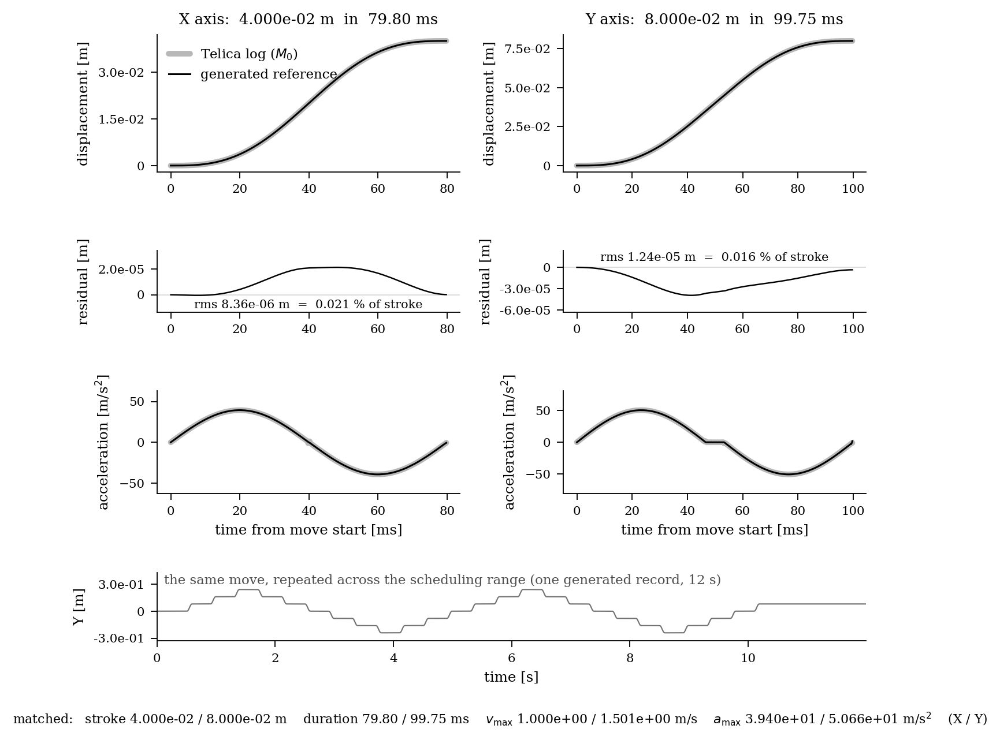 X axis:  4.000e-02 m  in  79.80 ms
displacement [m]
3.0e-02
1.5e-02
0
Telica log (M₀)
generated reference
0 20 40 60 80
Y axis:  8.000e-02 m  in  99.75 ms
displacement [m]
7.5e-02
5.0e-02
2.5e-02
0
0 20 40 60 80 100
residual [m]
2.0e-05
0
rms 8.36e-06 m  =  0.021 % of stroke
0 20 40 60 80
residual [m]
rms 1.24e-05 m  =  0.016 % of stroke
0
-3.0e-05
-6.0e-05
0 20 40 60 80 100
acceleration [m/s²]
50
0
−50
0 20 40 60 80
time from move start [ms]
acceleration [m/s²]
50
0
−50
0 20 40 60 80 100
time from move start [ms]
Y [m]
3.0e-01
0
-3.0e-01
the same move, repeated across the scheduling range (one generated record, 12 s)
0 2 4 6 8 10
time [s]
matched:   stroke 4.000e-02 / 8.000e-02 m    duration 79.80 / 99.75 ms    vmax 1.000e+00 / 1.501e+00 m/s    amax 3.940e+01 / 5.066e+01 m/s²    (X / Y)